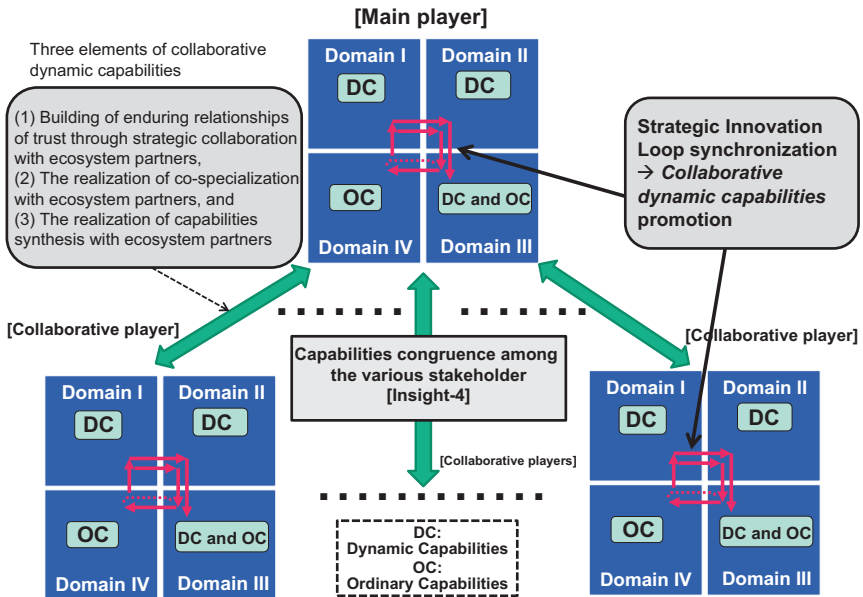 [Main player]
Three elements of collaborative
dynamic capabilities
(1) Building of enduring relationships
of trust through strategic collaboration
with ecosystem partners,
(2) The realization of co-specialization
with ecosystem partners, and
(3) The realization of capabilities
synthesis with ecosystem partners
Domain I
Domain II
DC
DC
OC
DC and OC
Domain IV
Domain III
Strategic Innovation
Loop synchronization
→ Collaborative
dynamic capabilities
promotion
[Collaborative player]
[Collaborative player]
Capabilities congruence among
the various stakeholder
[Insight-4]
[Collaborative players]
Domain I
Domain II
DC
DC
OC
DC and OC
Domain IV
Domain III
DC:
Dynamic Capabilities
OC:
Ordinary Capabilities
Domain I
Domain II
DC
DC
OC
DC and OC
Domain IV
Domain III